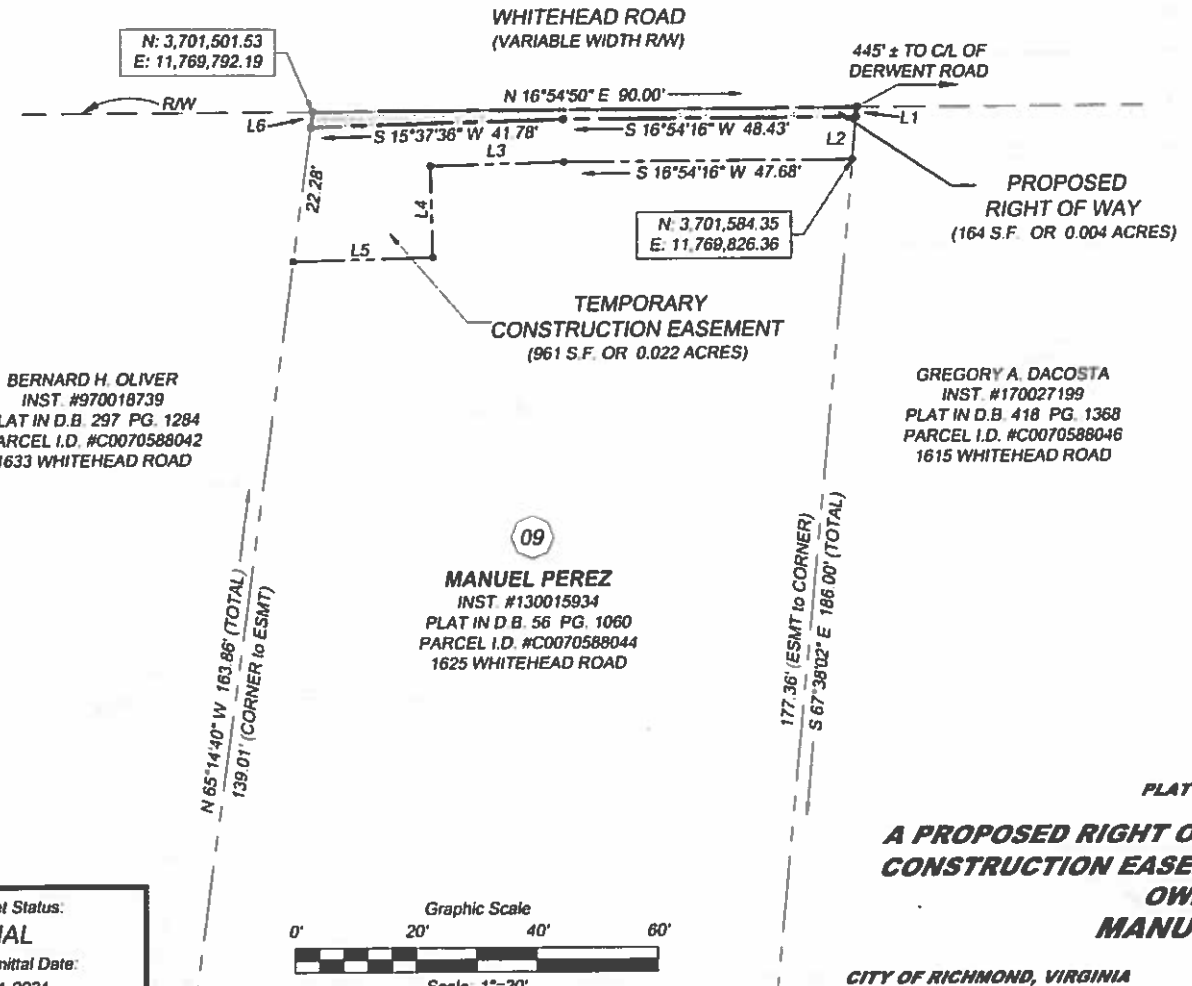 WHITEHEAD ROAD
(VARIABLE WIDTH R/W)
N: 3,701,501.53
E: 11,769,792.19
445' ± TO C/L OF
DERWENT ROAD
R/W
N 16°54'50" E 90.00'
L6
S 15°37'36" W 41.78'
S 16°54'16" W 48.43'
L1
L2
L3
S 16°54'16" W 47.68'
22.28'
L4
L5
N: 3,701,584.35
E: 11,769,826.36
PROPOSED
RIGHT OF WAY
(164 S.F. OR 0.004 ACRES)
TEMPORARY
CONSTRUCTION EASEMENT
(961 S.F. OR 0.022 ACRES)
BERNARD H. OLIVER
INST. #970018739
PLAT IN D.B. 297 PG. 1284
PARCEL I.D. #C0070588042
1633 WHITEHEAD ROAD
GREGORY A. DACOSTA
INST. #170027199
PLAT IN D.B. 418 PG. 1368
PARCEL I.D. #C0070588046
1615 WHITEHEAD ROAD
09
MANUEL PEREZ
INST. #130015934
PLAT IN D.B. 56 PG. 1060
PARCEL I.D. #C0070588044
1625 WHITEHEAD ROAD
N 65°14'40" W 163.86' (TOTAL)
139.01' (CORNER to ESMT)
177.36' (ESMT to CORNER)
S 67°38'02" E 186.00' (TOTAL)
PLAT
A PROPOSED RIGHT O
CONSTRUCTION EASE
OW
MANU
CITY OF RICHMOND, VIRGINIA
Status:
Date:
Graphic Scale
0' 20' 40' 60'
Scale: 1"=20'